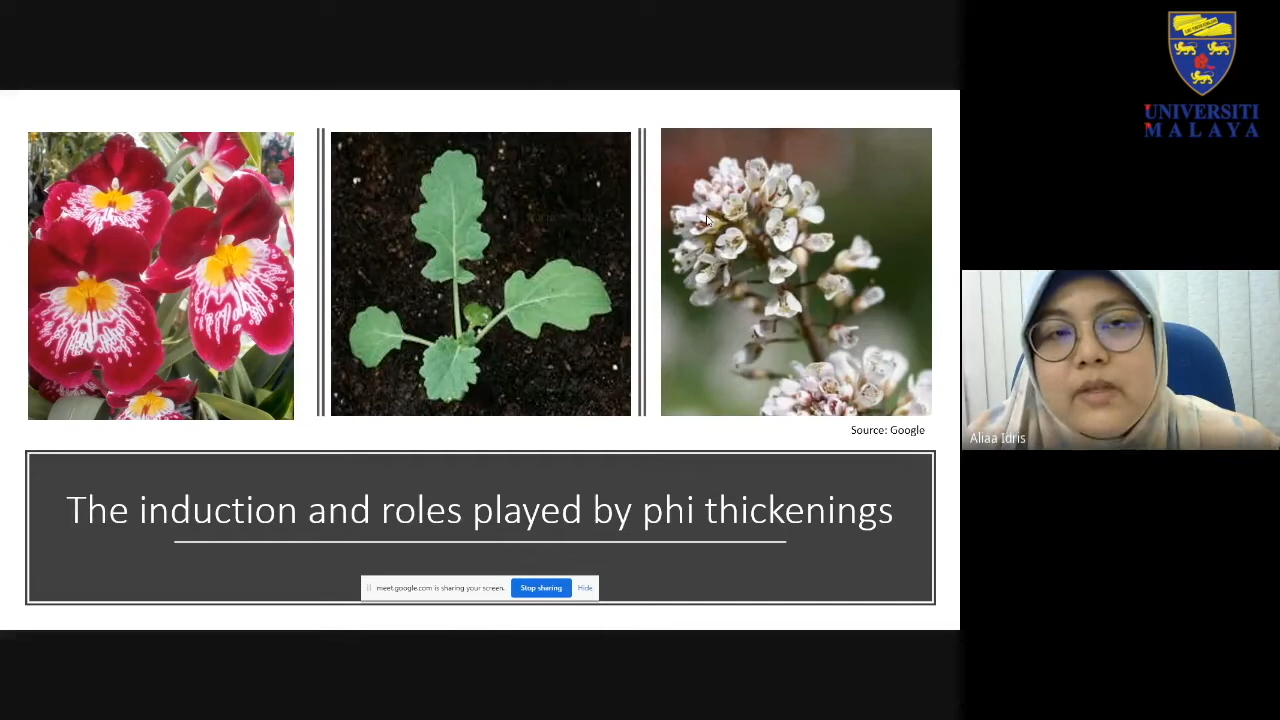 UNIVERSITI
MALAYA
Source: Google
Aliaa Idris
The induction and roles played by phi thickenings
meet.google.com is sharing your screen.
Stop sharing
Hide